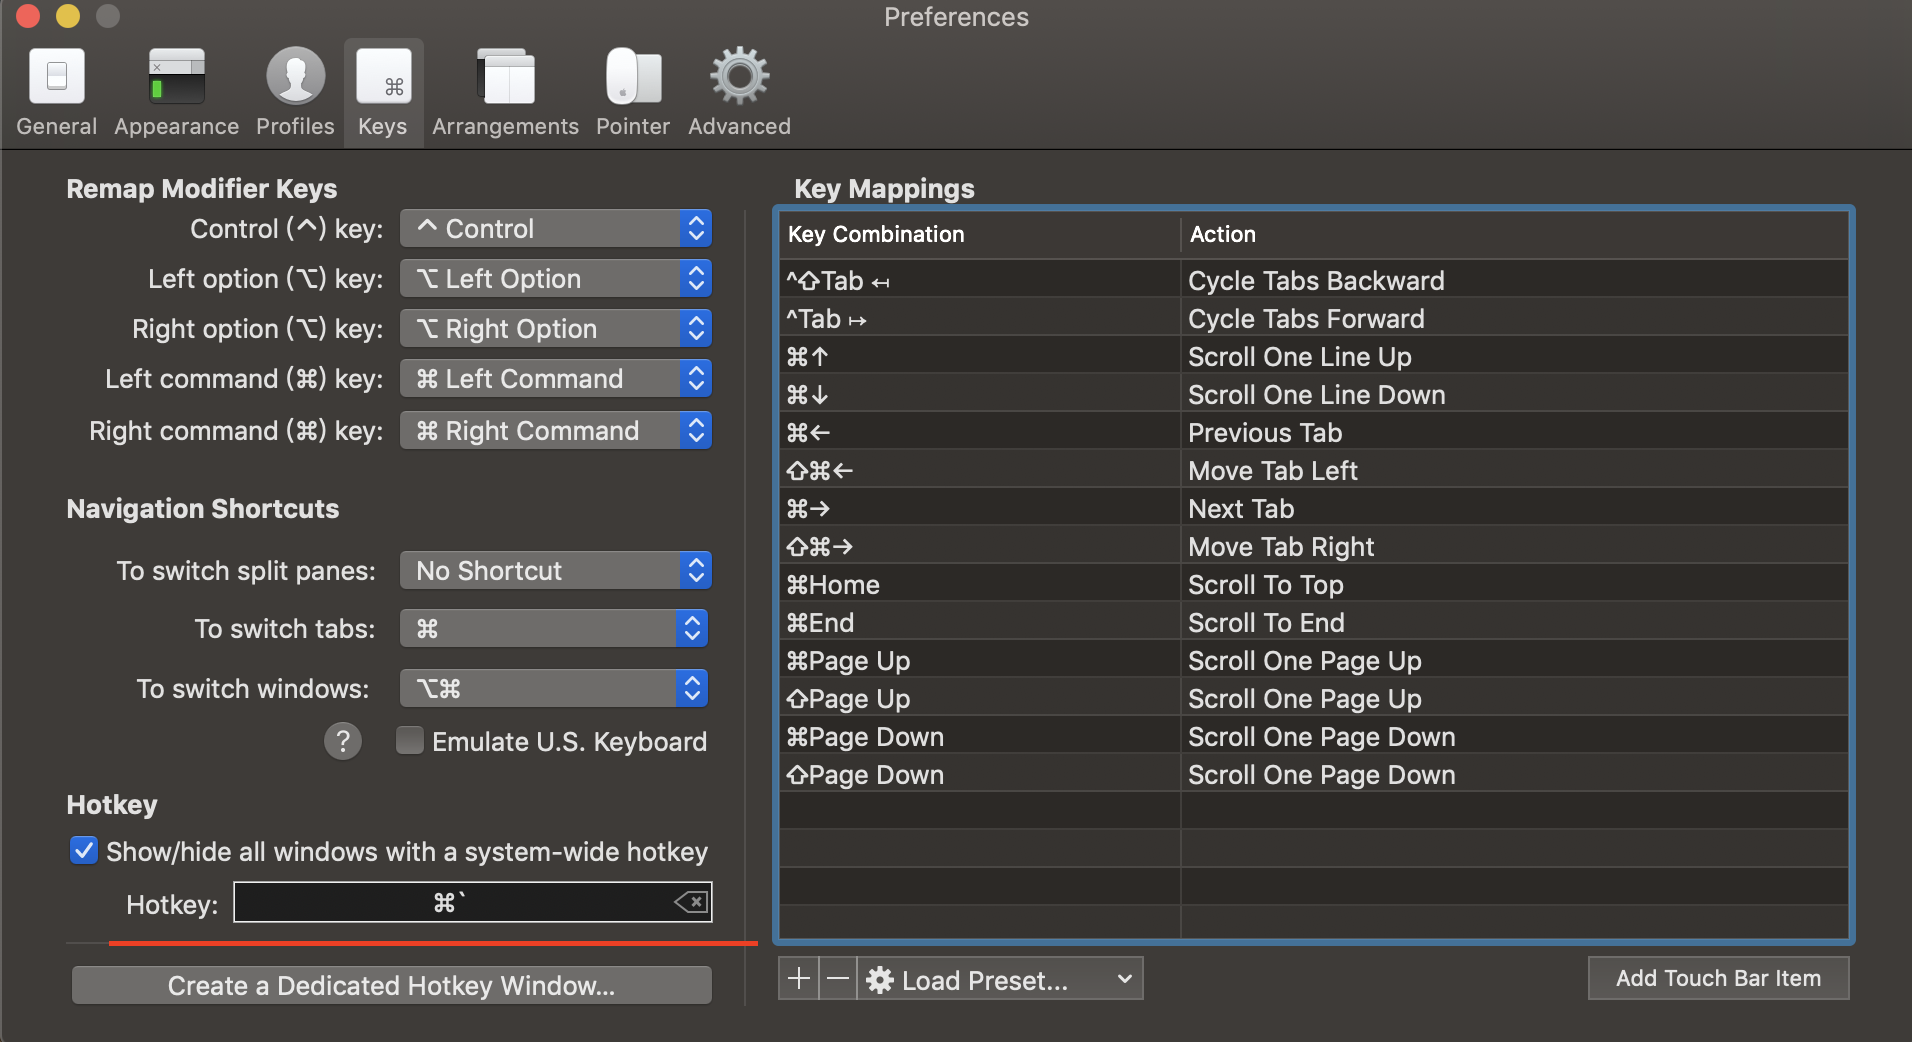 Preferences
General Appearance Profiles Keys Arrangements Pointer Advanced
Remap Modifier Keys
Control (^) key: ^ Control
Left option (⌥) key: ⌥ Left Option
Right option (⌥) key: ⌥ Right Option
Left command (⌘) key: ⌘ Left Command
Right command (⌘) key: ⌘ Right Command
Navigation Shortcuts
To switch split panes: No Shortcut
To switch tabs: ⌘
To switch windows: ⌥⌘
? Emulate U.S. Keyboard
Hotkey
Show/hide all windows with a system-wide hotkey
Hotkey: ⌘`
Create a Dedicated Hotkey Window...
Key Mappings
Key Combination Action
^⇧Tab ↤ Cycle Tabs Backward
^Tab ↦ Cycle Tabs Forward
⌘↑ Scroll One Line Up
⌘↓ Scroll One Line Down
⌘← Previous Tab
⇧⌘← Move Tab Left
⌘→ Next Tab
⇧⌘→ Move Tab Right
⌘Home Scroll To Top
⌘End Scroll To End
⌘Page Up Scroll One Page Up
⇧Page Up Scroll One Page Up
⌘Page Down Scroll One Page Down
⇧Page Down Scroll One Page Down
+ − Load Preset... Add Touch Bar Item